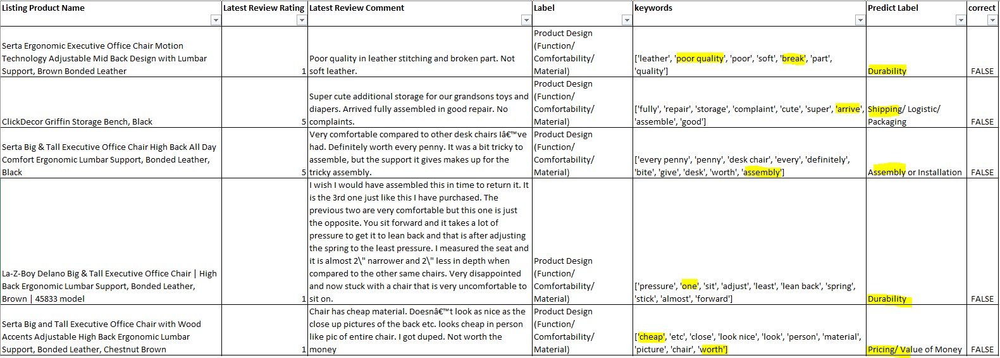 Listing Product Name
Latest Review Rating
Latest Review Comment
Label
keywords
Predict Label
correct
Serta Ergonomic Executive Office Chair Motion
Technology Adjustable Mid Back Design with Lumbar
Support, Brown Bonded Leather
1
Poor quality in leather stitching and broken part. Not
soft leather.
Product Design
(Function/
Comfortability/
Material)
['leather', 'poor quality', 'poor', 'soft', 'break', 'part',
'quality']
Durability
FALSE
ClickDecor Griffin Storage Bench, Black
5
Super cute additional storage for our grandsons toys and
diapers. Arrived fully assembled in good repair. No
complaints.
Product Design
(Function/
Comfortability/
Material)
['fully', 'repair', 'storage', 'complaint', 'cute', 'super', 'arrive',
'assemble', 'good']
Shipping/ Logistic/
Packaging
FALSE
Serta Big & Tall Executive Office Chair High Back All Day
Comfort Ergonomic Lumbar Support, Bonded Leather,
Black
5
Very comfortable compared to other desk chairs Iâ€™ve
had. Definitely worth every penny. It was a bit tricky to
assemble, but the support it gives makes up for the
tricky assembly.
Product Design
(Function/
Comfortability/
Material)
['every penny', 'penny', 'desk chair', 'every', 'definitely',
'bite', 'give', 'desk', 'worth', 'assembly']
Assembly or Installation
FALSE
La-Z-Boy Delano Big & Tall Executive Office Chair | High
Back Ergonomic Lumbar Support, Bonded Leather,
Brown | 45833 model
1
I wish I would have assembled this in time to return it. It
is the 3rd one just like this I have purchased. The
previous two are very comfortable but this one is just
the opposite. You sit forward and it takes a lot of
pressure to get it to lean back and that is after adjusting
the spring to the least pressure. I measured the seat and
it is almost 2\" narrower and 2\" less in depth when
compared to the other same chairs. Very disappointed
and now stuck with a chair that is very uncomfortable to
sit on.
Product Design
(Function/
Comfortability/
Material)
['pressure', 'one', 'sit', 'adjust', 'least', 'lean back', 'spring',
'stick', 'almost', 'forward']
Durability
FALSE
Serta Big and Tall Executive Office Chair with Wood
Accents Adjustable High Back Ergonomic Lumbar
Support, Bonded Leather, Chestnut Brown
1
Chair has cheap material. Doesnâ€™t look as nice as the
close up pictures of the back etc. looks cheap in person
like pic of entire chair. I got duped. Not worth the
money
Product Design
(Function/
Comfortability/
Material)
['cheap', 'etc', 'close', 'look nice', 'look', 'person', 'material',
'picture', 'chair', 'worth']
Pricing/ Value of Money
FALSE